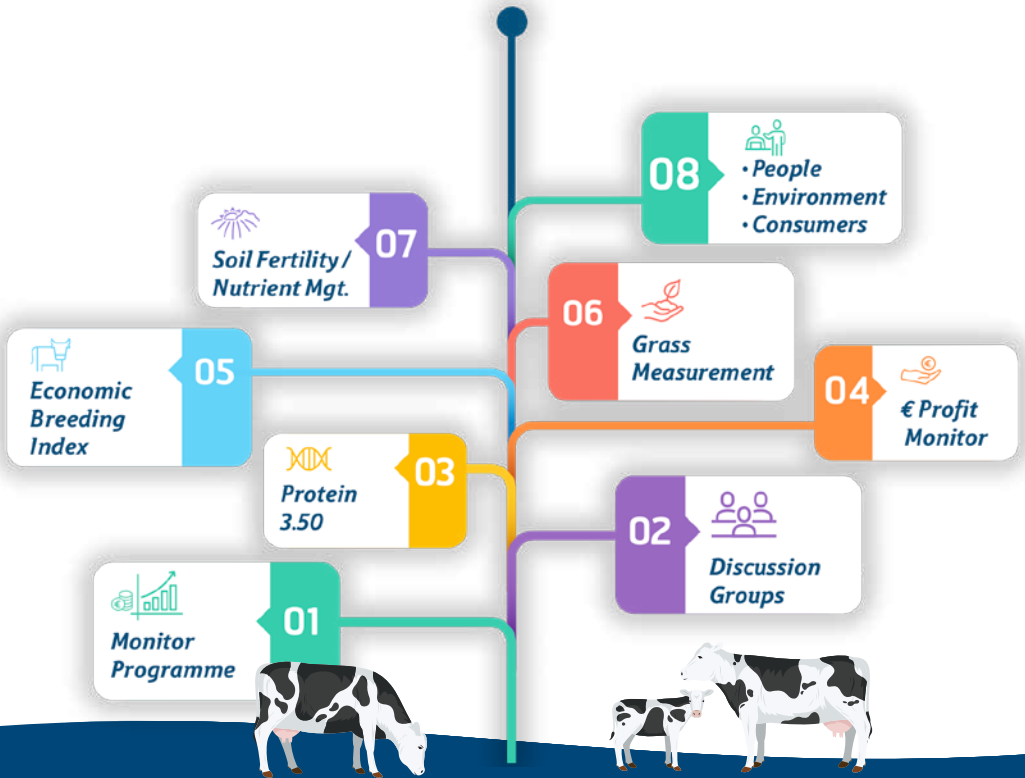 08
• People
• Environment
• Consumers
07
Soil Fertility /
Nutrient Mgt.
06
Grass
Measurement
05
Economic
Breeding
Index
04
€
€ Profit
Monitor
03
Protein
3.50
02
Discussion
Groups
01
€
Monitor
Programme